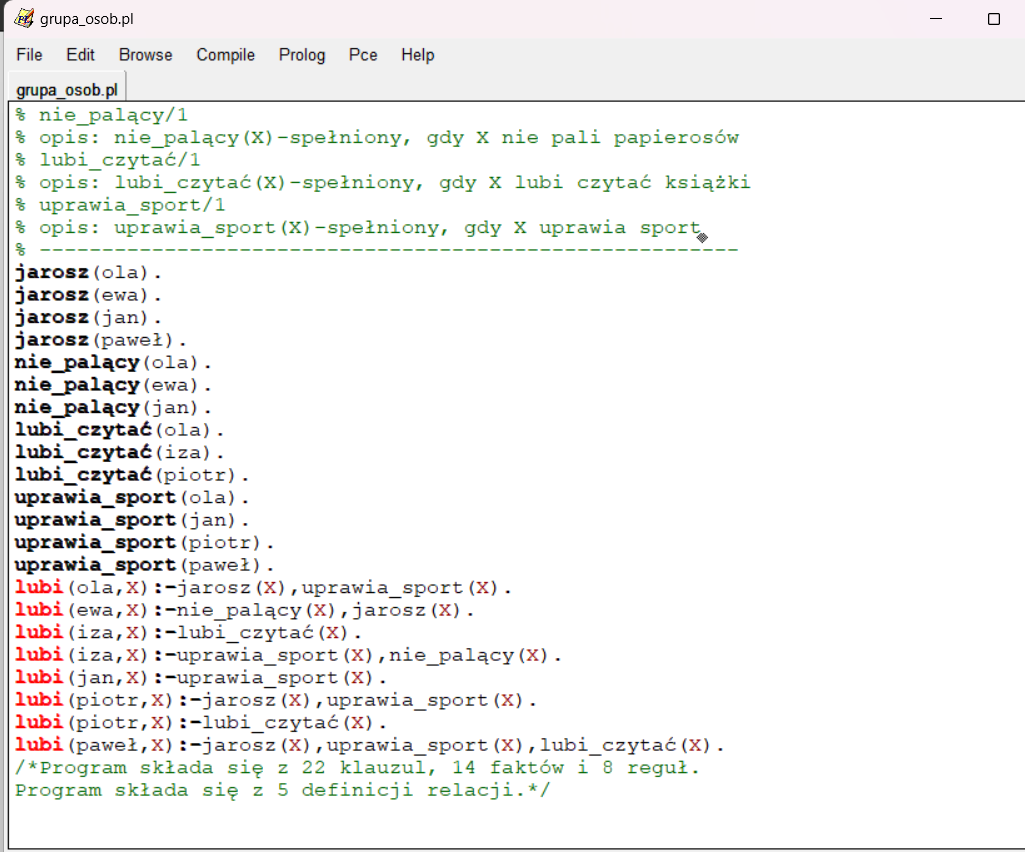 grupa_osob.pl
File Edit Browse Compile Prolog Pce Help
grupa_osob.pl
% nie_palący/1
% opis: nie_palący(X)-spełniony, gdy X nie pali papierosów
% lubi_czytać/1
% opis: lubi_czytać(X)-spełniony, gdy X lubi czytać książki
% uprawia_sport/1
% opis: uprawia_sport(X)-spełniony, gdy X uprawia sport
% --------------------------------------------------------
jarosz(ola).
jarosz(ewa).
jarosz(jan).
jarosz(paweł).
nie_palący(ola).
nie_palący(ewa).
nie_palący(jan).
lubi_czytać(ola).
lubi_czytać(iza).
lubi_czytać(piotr).
uprawia_sport(ola).
uprawia_sport(jan).
uprawia_sport(piotr).
uprawia_sport(paweł).
lubi(ola,X):-jarosz(X),uprawia_sport(X).
lubi(ewa,X):-nie_palący(X),jarosz(X).
lubi(iza,X):-lubi_czytać(X).
lubi(iza,X):-uprawia_sport(X),nie_palący(X).
lubi(jan,X):-uprawia_sport(X).
lubi(piotr,X):-jarosz(X),uprawia_sport(X).
lubi(piotr,X):-lubi_czytać(X).
lubi(paweł,X):-jarosz(X),uprawia_sport(X),lubi_czytać(X).
/*Program składa się z 22 klauzul, 14 faktów i 8 reguł.
Program składa się z 5 definicji relacji.*/